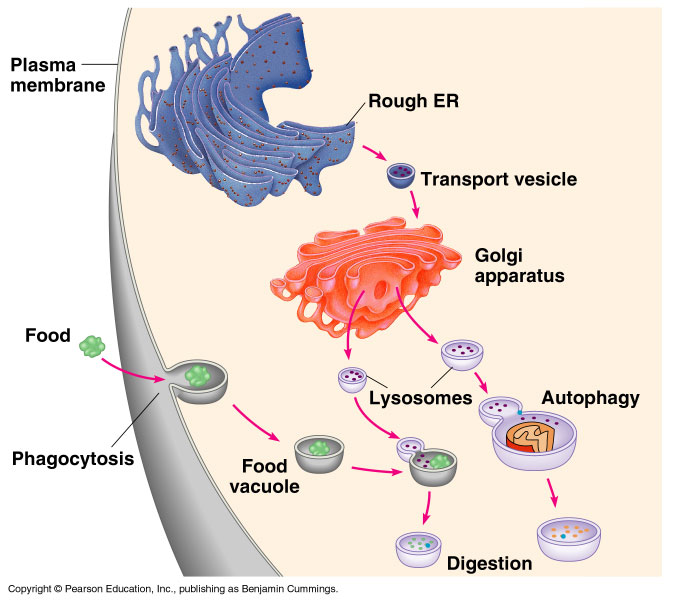 Plasma
membrane
Rough ER
Transport vesicle
Golgi
apparatus
Food
Lysosomes
Autophagy
Phagocytosis
Food
vacuole
Digestion
Copyright © Pearson Education, Inc., publishing as Benjamin Cummings.